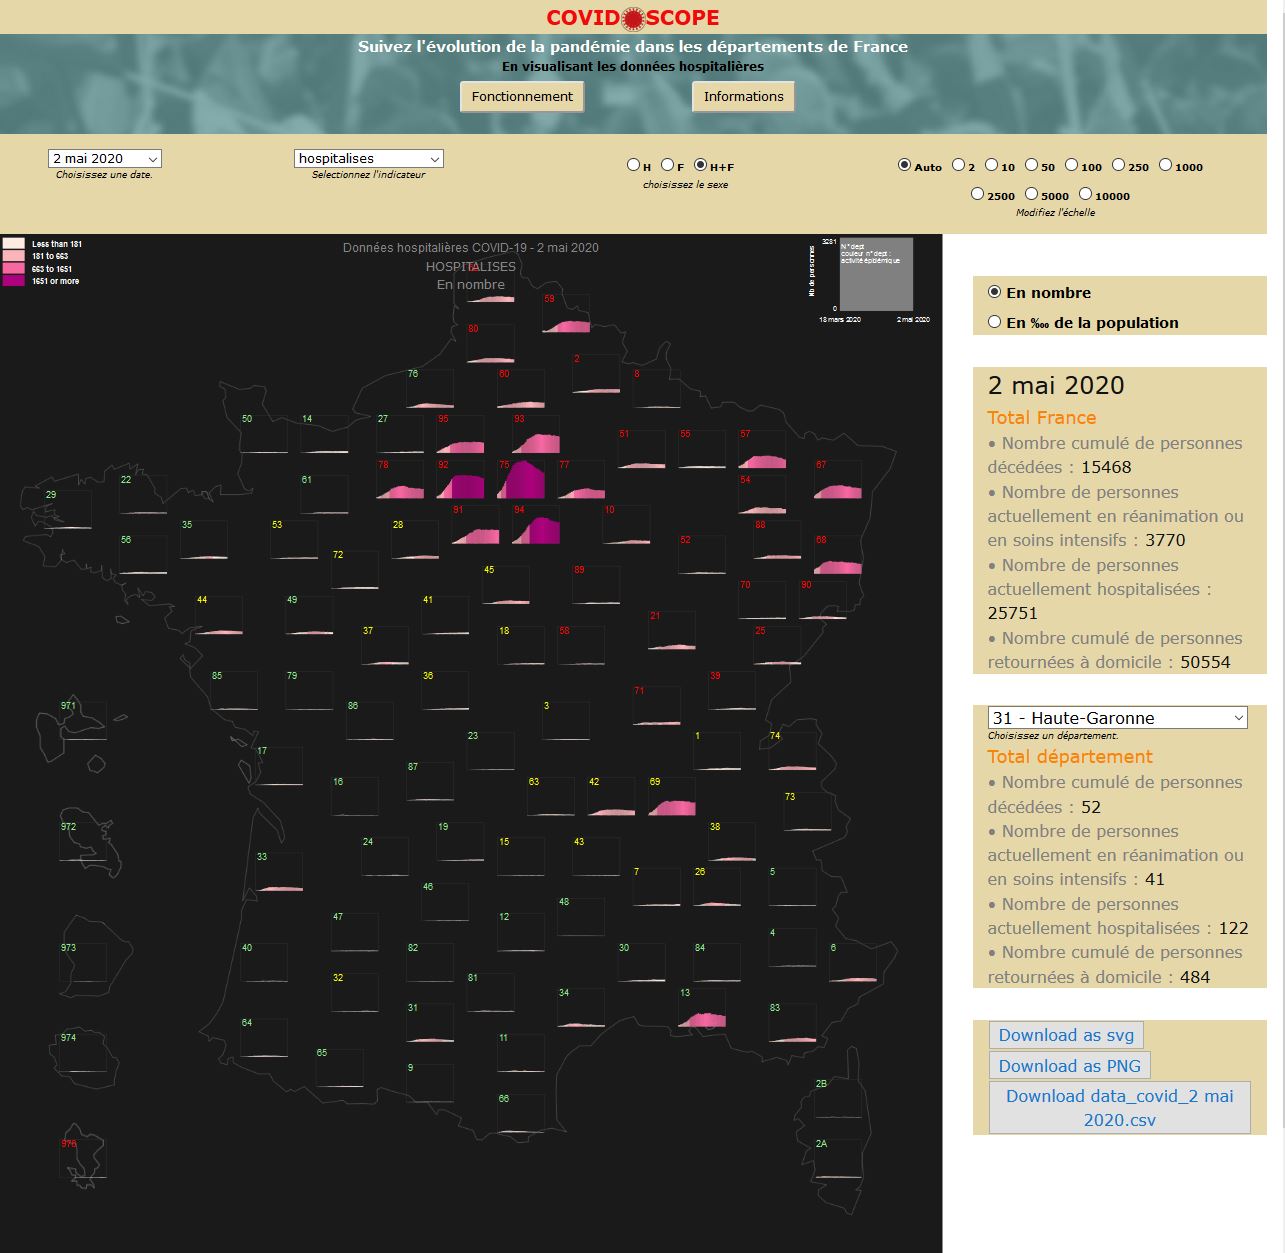 COVID SCOPE
Suivez l'évolution de la pandémie dans les départements de France
En visualisant les données hospitalières
Fonctionnement
Informations
2 mai 2020
Choisissez une date.
hospitalises
Selectionnez l'indicateur
H F H+F
choisissez le sexe
Auto 2 10 50 100 250 1000
2500 5000 10000
Modifiez l'échelle
Less than 181
181 to 663
663 to 1651
1651 or more
Données hospitalières COVID-19 - 2 mai 2020
HOSPITALISES
En nombre
3281
Nb de personnes
0
N° dept
couleur n° dept :
activité épidémique
18 mars 2020
2 mai 2020
59
80
2
76
60
8
50
14
27
95
93
51
55
57
78
92
75
77
67
22
61
54
29
91
94
10
35
53
28
88
56
72
52
68
45
89
70
90
44
49
41
21
37
18
58
25
85
79
36
39
971
86
3
71
23
1
74
17
87
16
63
42
69
73
972
19
38
24
15
43
33
7
26
5
46
48
47
12
4
973
40
82
30
84
6
32
81
34
13
31
83
64
974
11
65
9
2B
66
976
2A
En nombre
En ‱ de la population
2 mai 2020
Total France
• Nombre cumulé de personnes
décédées : 15468
• Nombre de personnes
actuellement en réanimation ou
en soins intensifs : 3770
• Nombre de personnes
actuellement hospitalisées :
25751
• Nombre cumulé de personnes
retournées à domicile : 50554
31 - Haute-Garonne
Choisissez un département.
Total département
• Nombre cumulé de personnes
décédées : 52
• Nombre de personnes
actuellement en réanimation ou
en soins intensifs : 41
• Nombre de personnes
actuellement hospitalisées : 122
• Nombre cumulé de personnes
retournées à domicile : 484
Download as svg
Download as PNG
Download data_covid_2 mai
2020.csv